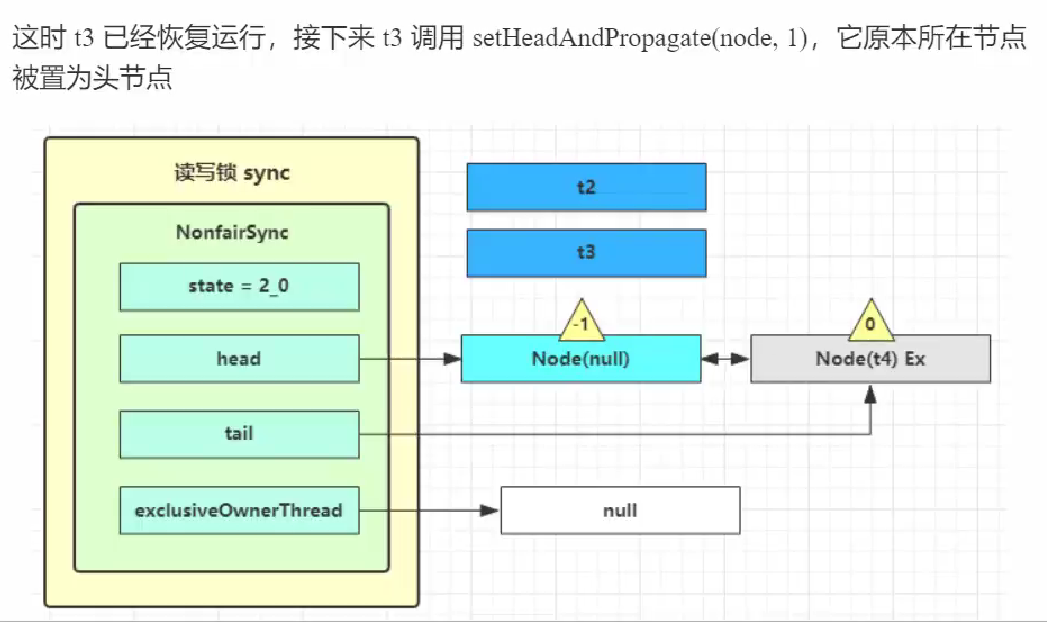 这时 t3 已经恢复运行，接下来 t3 调用 setHeadAndPropagate(node, 1)，它原本所在节点
被置为头节点
读写锁 sync
NonfairSync
state = 2_0
head
tail
exclusiveOwnerThread
t2
t3
-1
Node(null)
0
Node(t4) Ex
null